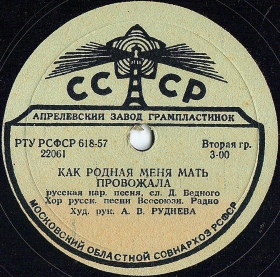 СССР
АПРЕЛЕВСКИЙ ЗАВОД ГРАМПЛАСТИНОК
РТУ РСФСР 618-57 Вторая гр.
22061 3-00
КАК РОДНАЯ МЕНЯ МАТЬ
ПРОВОЖАЛА
русская нар. песня, сл. Д. Бедного
Хор русск. песни Всесоюзн. Радио
Худ. рук. А. В. РУДНЕВА
МОСКОВСКИЙ ОБЛАСТНОЙ СОВНАРХОЗ РСФСР